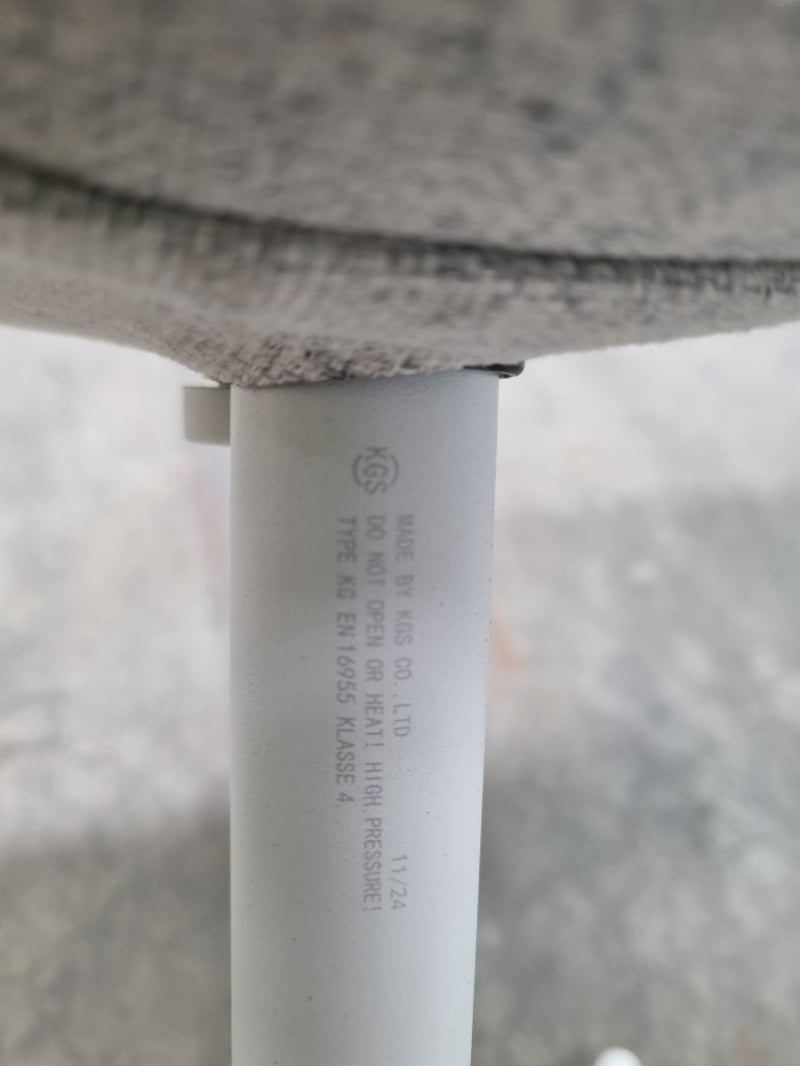 KGS
MADE BY KGS CO.,LTD 11/24
DO NOT OPEN OR HEAT! HIGH PRESSURE!
TYPE KG EN16955 KLASSE 4